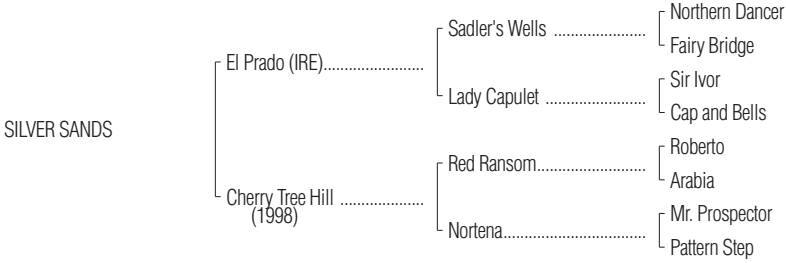 Northern Dancer
Sadler's Wells ......................
Fairy Bridge
El Prado (IRE)........................
Sir Ivor
Lady Capulet ........................
Cap and Bells
SILVER SANDS
Roberto
Red Ransom..........................
Arabia
Cherry Tree Hill ....................
(1998)
Mr. Prospector
Nortena..................................
Pattern Step